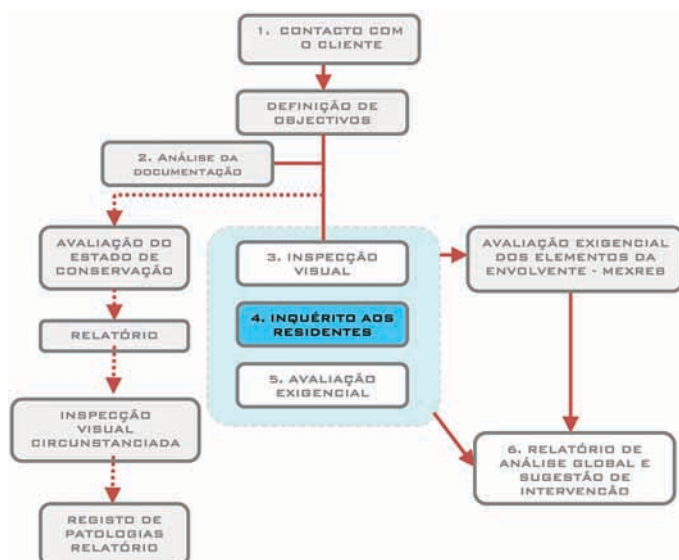 1. CONTACTO COM
O CLIENTE
DEFINIÇÃO DE
OBJECTIVOS
2. ANÁLISE DA
DOCUMENTAÇÃO
AVALIAÇÃO DO
ESTADO DE
CONSERVAÇÃO
RELATÓRIO
INSPECÇÃO
VISUAL
CIRCUNSTANCIADA
REGISTO DE
PATOLOGIAS
RELATÓRIO
3. INSPECÇÃO
VISUAL
4. INQUÉRITO AOS
RESIDENTES
5. AVALIAÇÃO
EXIGENCIAL
AVALIAÇÃO EXIGENCIAL
DOS ELEMENTOS DA
ENVOLVENTE - MEXREB
6. RELATÓRIO DE
ANÁLISE GLOBAL E
SUGESTÃO DE
INTERVENCÃO